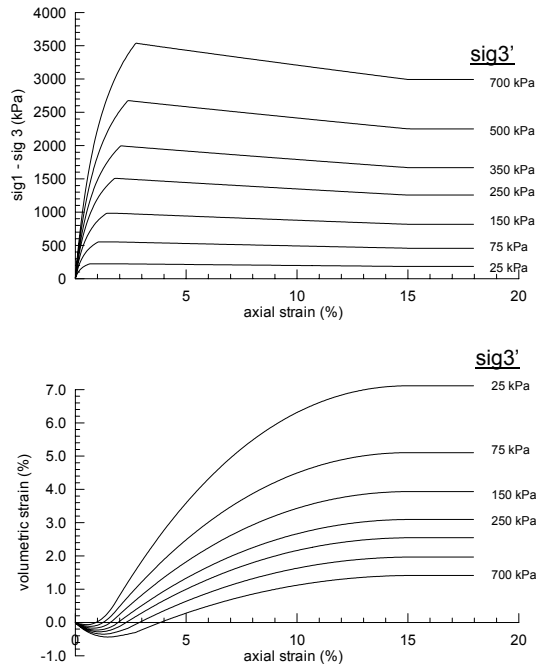 4000
3500
3000
2500
2000
1500
1000
500
0
sig1 - sig 3 (kPa)
5
10
15
20
axial strain (%)
sig3'
700 kPa
500 kPa
350 kPa
250 kPa
150 kPa
75 kPa
25 kPa
sig3'
7.0
6.0
5.0
4.0
3.0
2.0
1.0
0.0
-1.0
volumetric strain (%)
0
5
10
15
20
axial strain (%)
25 kPa
75 kPa
150 kPa
250 kPa
700 kPa